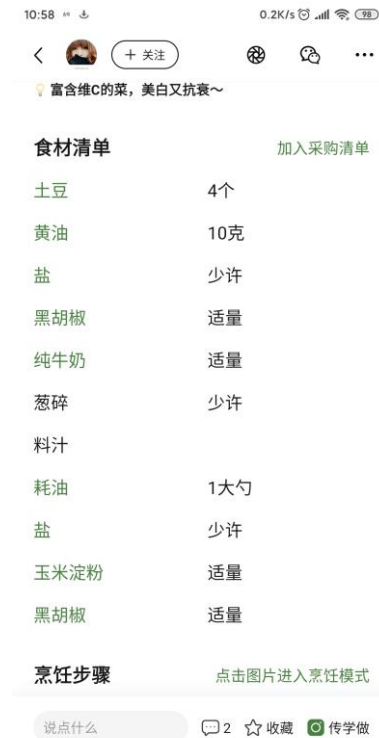 10:58
0.2K/s 98
+ 关注
富含维C的菜，美白又抗衰～
食材清单 加入采购清单
土豆 4个
黄油 10克
盐 少许
黑胡椒 适量
纯牛奶 适量
葱碎 少许
料汁
耗油 1大勺
盐 少许
玉米淀粉 适量
黑胡椒 适量
烹饪步骤 点击图片进入烹饪模式
说点什么 2 收藏 传学做